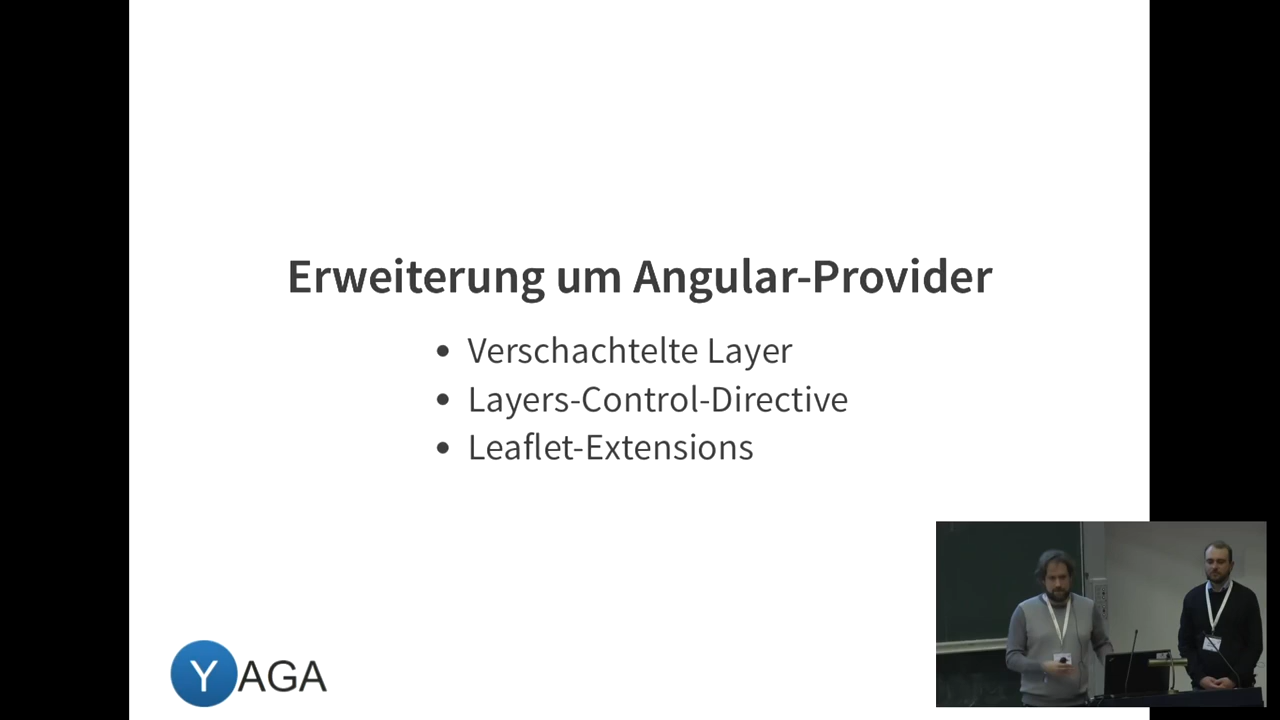 Erweiterung um Angular-Provider
• Verschachtelte Layer
• Layers-Control-Directive
• Leaflet-Extensions
YAGA